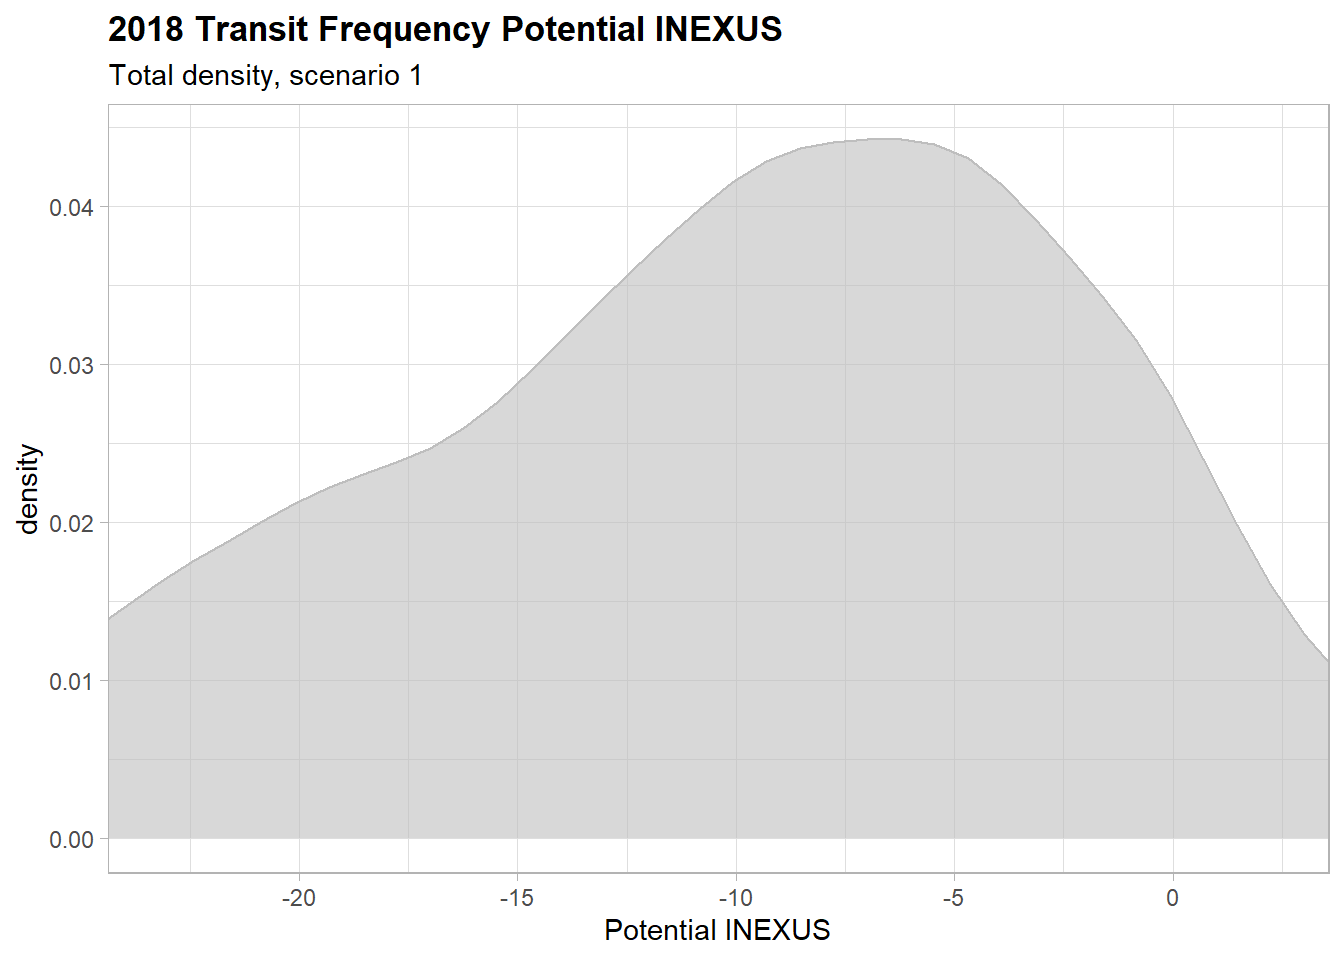 2018 Transit Frequency Potential INEXUS
Total density, scenario 1
density
0.04
0.03
0.02
0.01
0.00
-20 -15 -10 -5 0
Potential INEXUS